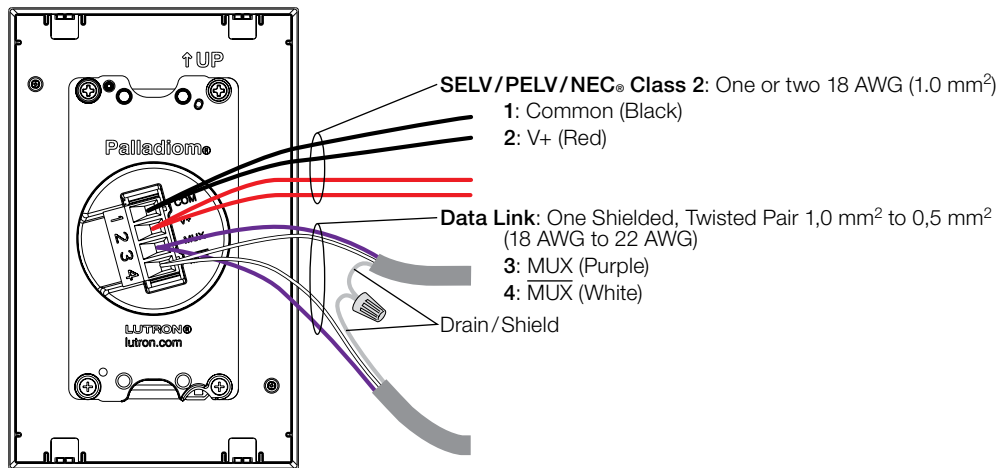 ↑ UP
SELV/PELV/NEC® Class 2: One or two 18 AWG (1.0 mm²)
1: Common (Black)
2: V+ (Red)
Palladiom®
1 COM
2 V+
3 MUX
4
Data Link: One Shielded, Twisted Pair 1,0 mm² to 0,5 mm²
(18 AWG to 22 AWG)
3: MUX (Purple)
4: M̅U̅X̅ (White)
Drain/Shield
LUTRON®
lutron.com